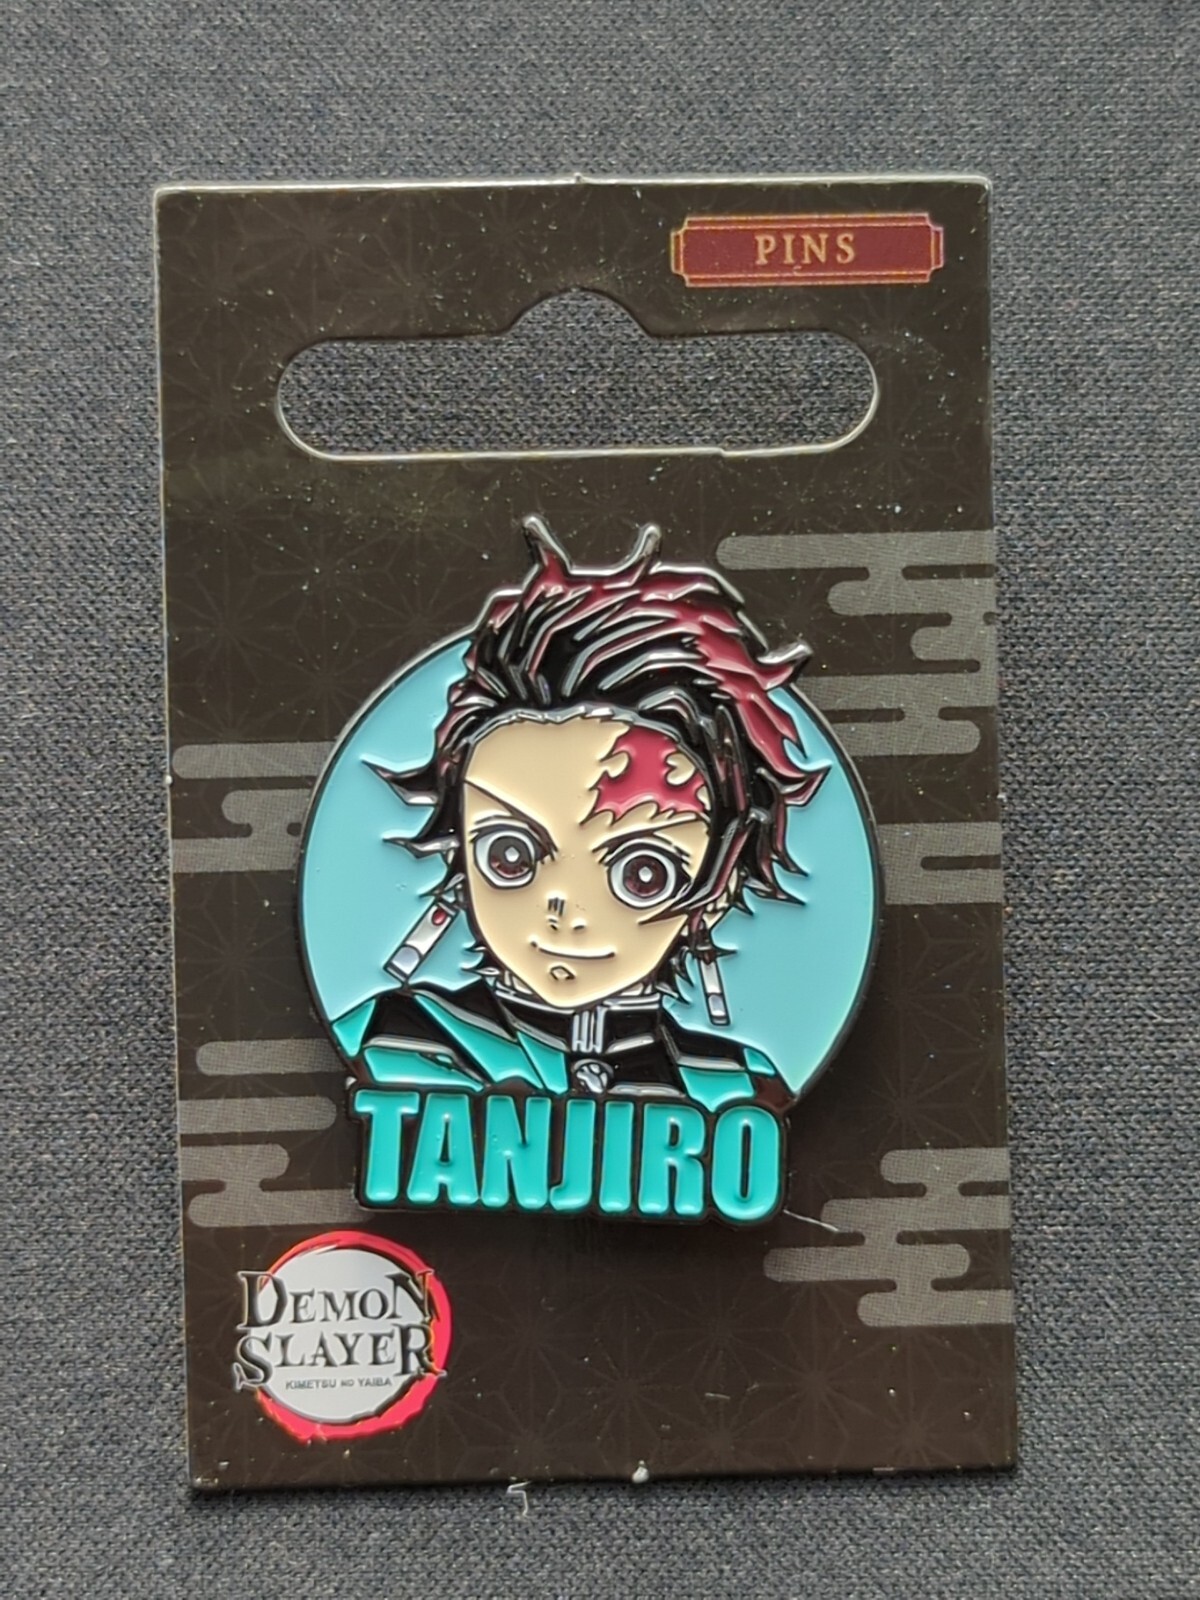 PINS
TANJIRO
DEMON
SLAYER
KIMETSU NO YAIBA